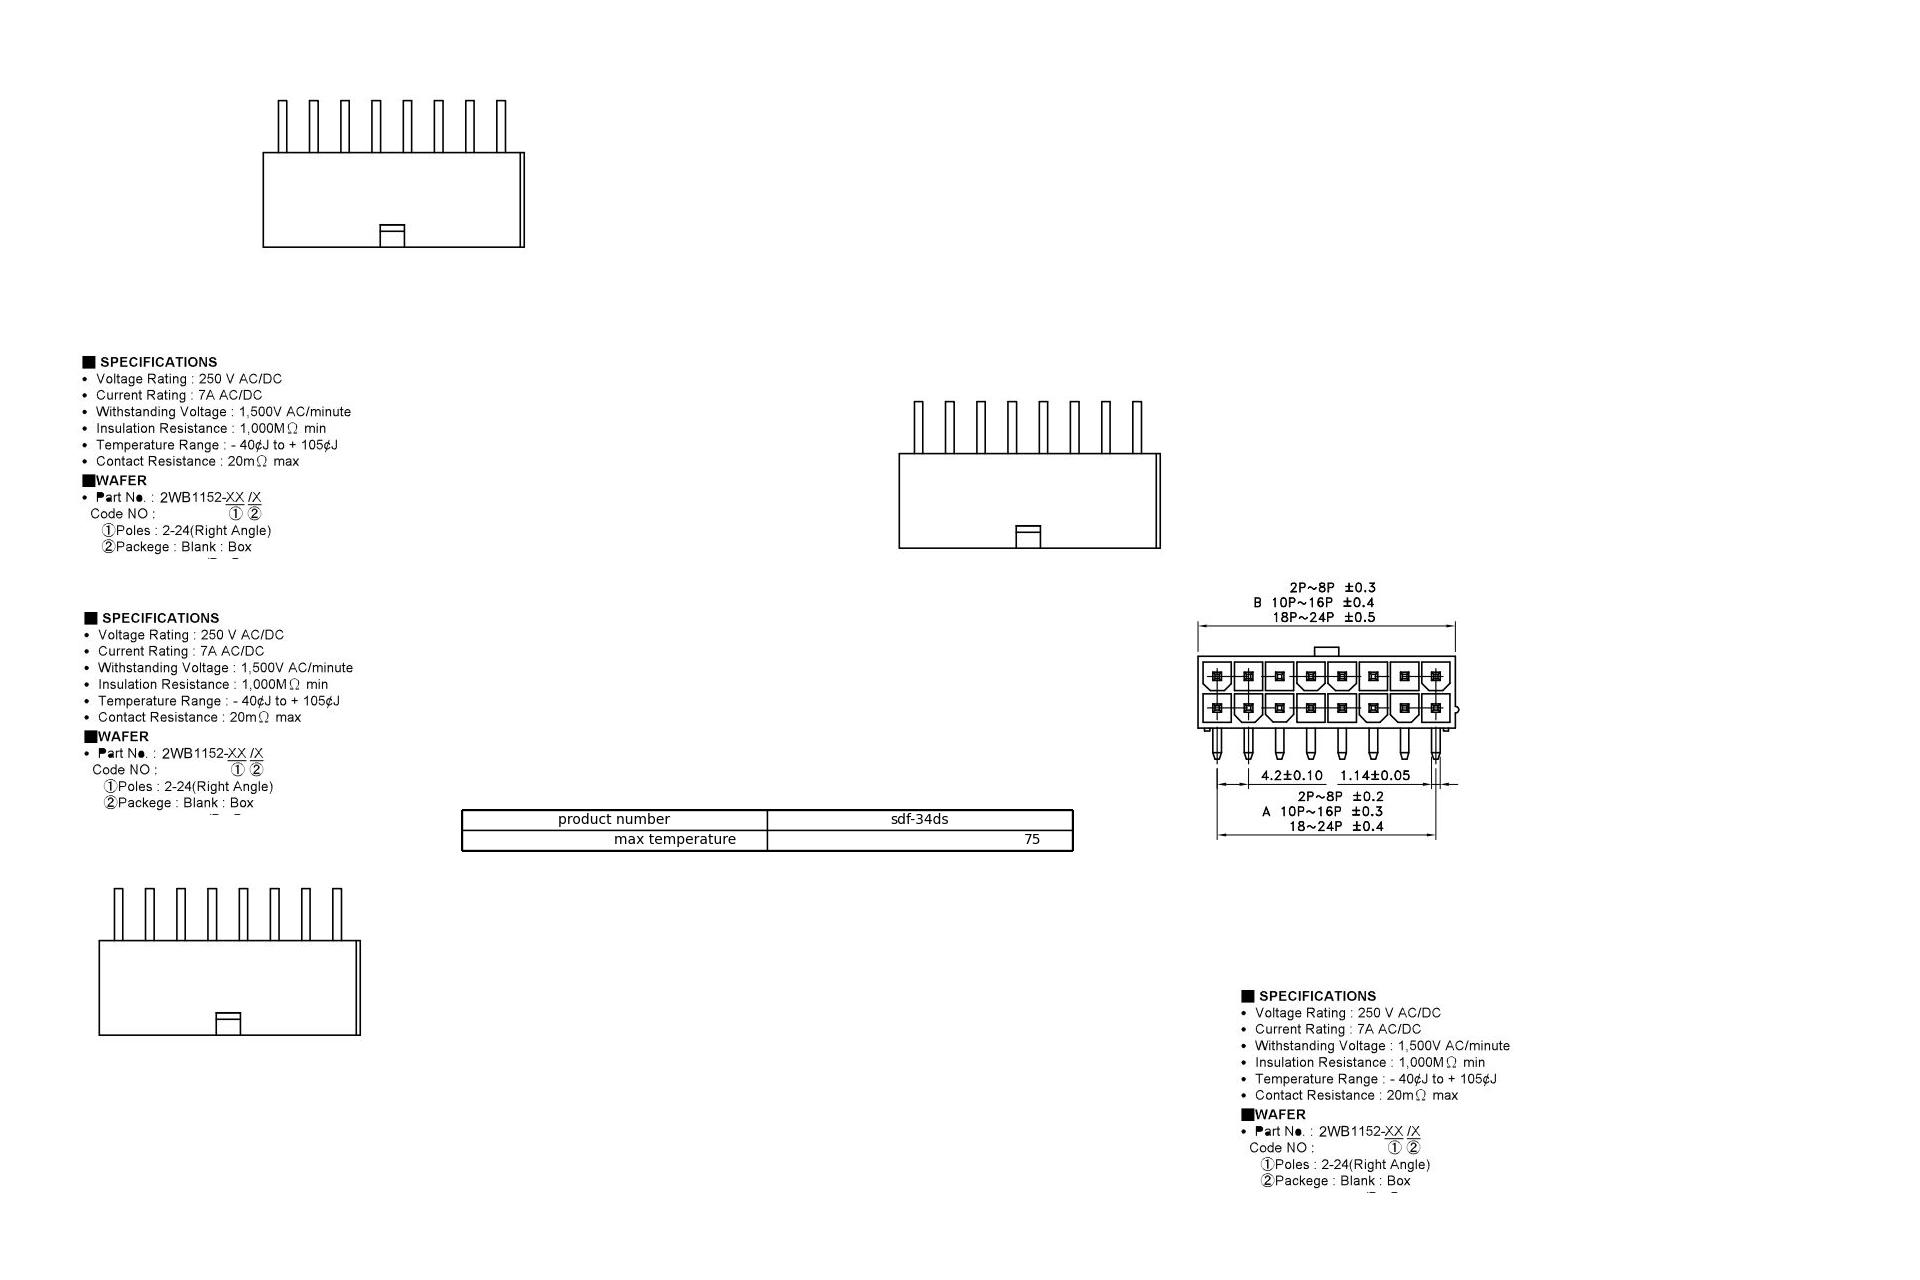 ■ SPECIFICATIONS
• Voltage Rating : 250 V AC/DC
• Current Rating : 7A AC/DC
• Withstanding Voltage : 1,500V AC/minute
• Insulation Resistance : 1,000MΩ min
• Temperature Range : - 40¢J to + 105¢J
• Contact Resistance : 20mΩ max
■WAFER
• Part No. : 2WB1152-XX /X
Code NO : ① ②
①Poles : 2-24(Right Angle)
②Packege : Blank : Box
■ SPECIFICATIONS
• Voltage Rating : 250 V AC/DC
• Current Rating : 7A AC/DC
• Withstanding Voltage : 1,500V AC/minute
• Insulation Resistance : 1,000MΩ min
• Temperature Range : - 40¢J to + 105¢J
• Contact Resistance : 20mΩ max
■WAFER
• Part No. : 2WB1152-XX /X
Code NO : ① ②
①Poles : 2-24(Right Angle)
②Packege : Blank : Box
2P~8P ±0.3
B 10P~16P ±0.4
18P~24P ±0.5
4.2±0.10 1.14±0.05
2P~8P ±0.2
A 10P~16P ±0.3
18~24P ±0.4
product number sdf-34ds
max temperature 75
■ SPECIFICATIONS
• Voltage Rating : 250 V AC/DC
• Current Rating : 7A AC/DC
• Withstanding Voltage : 1,500V AC/minute
• Insulation Resistance : 1,000MΩ min
• Temperature Range : - 40¢J to + 105¢J
• Contact Resistance : 20mΩ max
■WAFER
• Part No. : 2WB1152-XX /X
Code NO : ① ②
①Poles : 2-24(Right Angle)
②Packege : Blank : Box